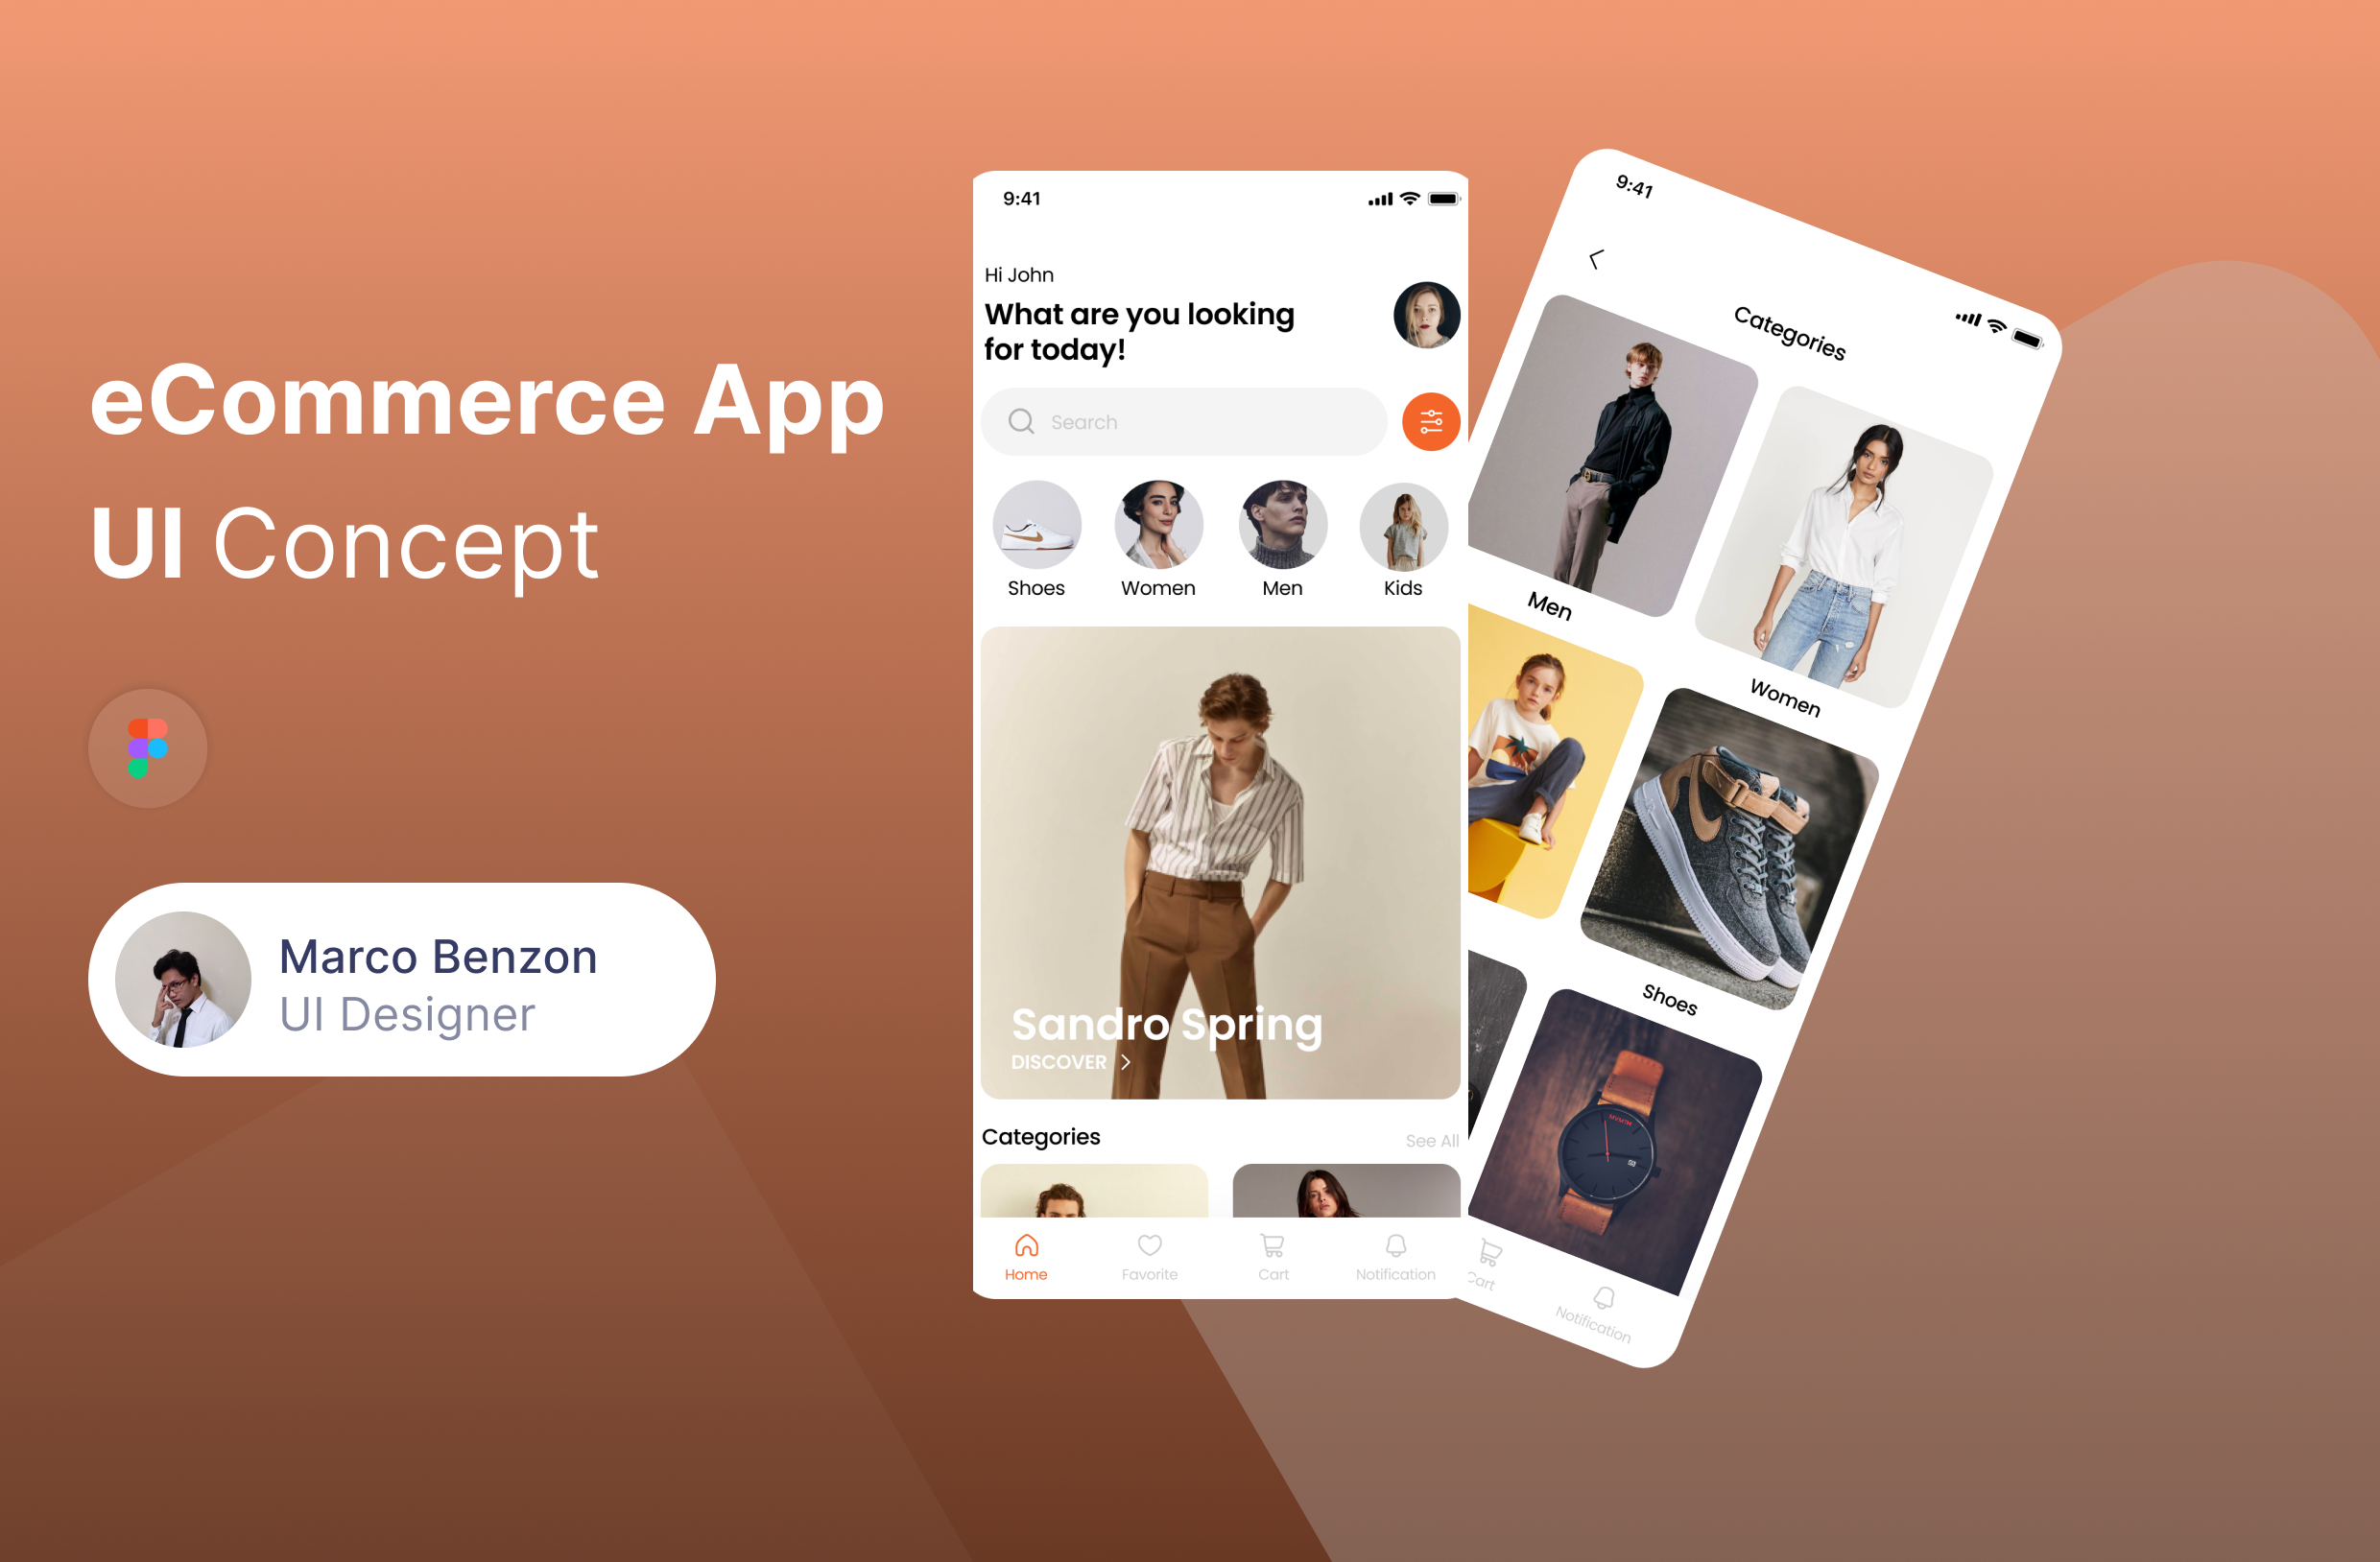 eCommerce App
UI Concept
Marco Benzon
UI Designer
9:41
Hi John
What are you looking
for today!
Search
Shoes
Women
Men
Kids
Sandro Spring
DISCOVER
Categories
See All
Home
Favorite
Cart
Notification
9:41
Categories
Men
Women
Shoes
MVMTH
Cart
Notification